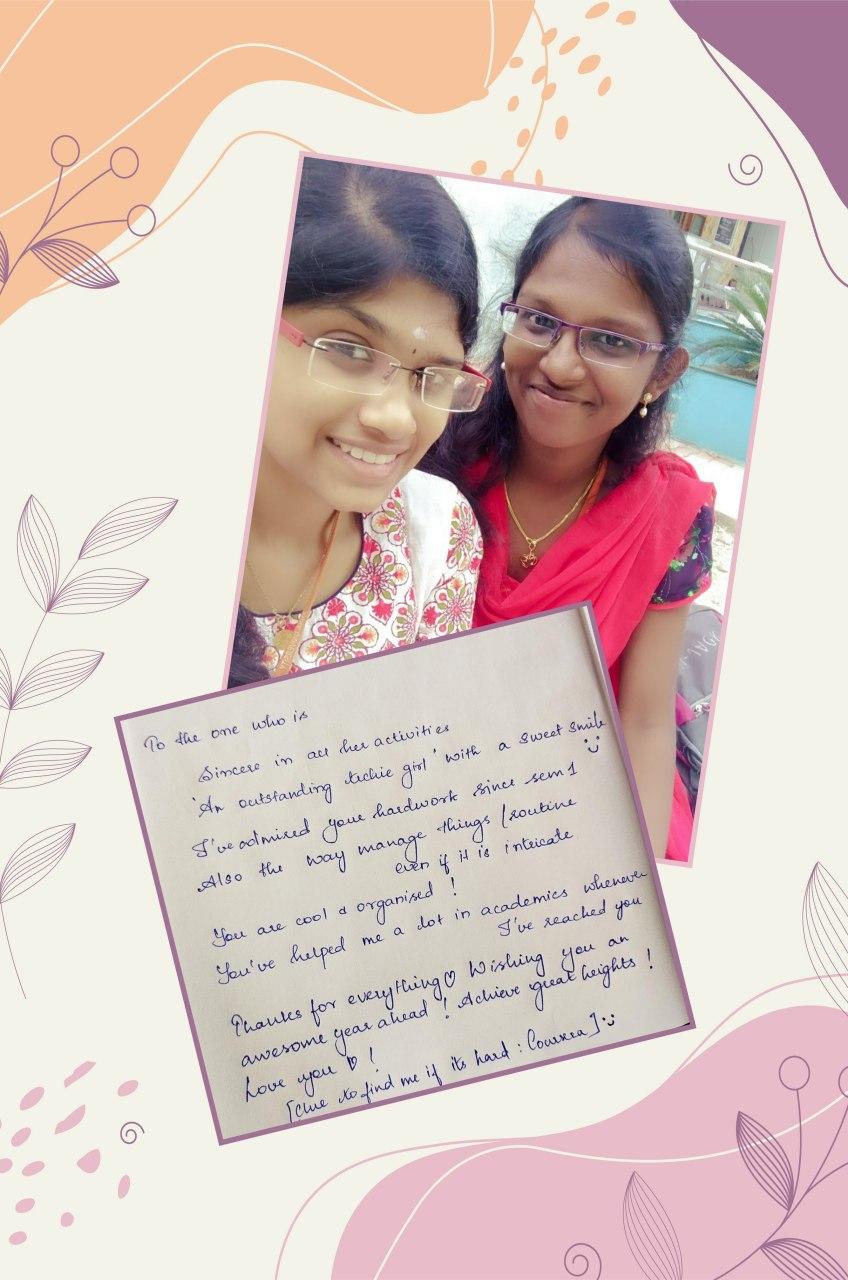 To the one who is
Sincere in all her activities
'An outstanding techie girl' with a sweet smile
I've admired your hardwork since sem 1
Also the way manage things / routine
even if it is intricate
You are cool & organised !
You've helped me a lot in academics whenever
I've reached you
Thanks for everything♡ Wishing you an
awesome year ahead ! Achieve great heights !
Love you ♡ !
[Clue to find me if its hard : Coursera]